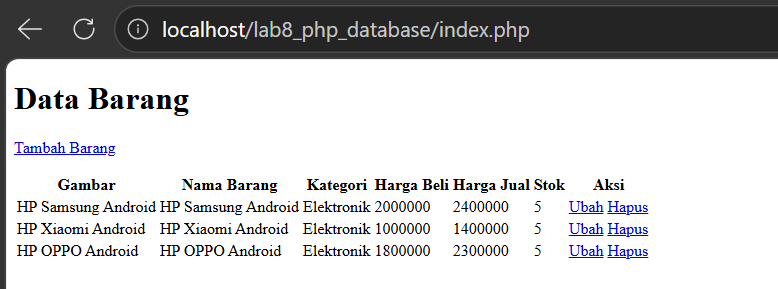 localhost/lab8_php_database/index.php
Data Barang
Tambah Barang
Gambar Nama Barang Kategori Harga Beli Harga Jual Stok Aksi
HP Samsung Android HP Samsung Android Elektronik 2000000 2400000 5 Ubah Hapus
HP Xiaomi Android HP Xiaomi Android Elektronik 1000000 1400000 5 Ubah Hapus
HP OPPO Android HP OPPO Android Elektronik 1800000 2300000 5 Ubah Hapus